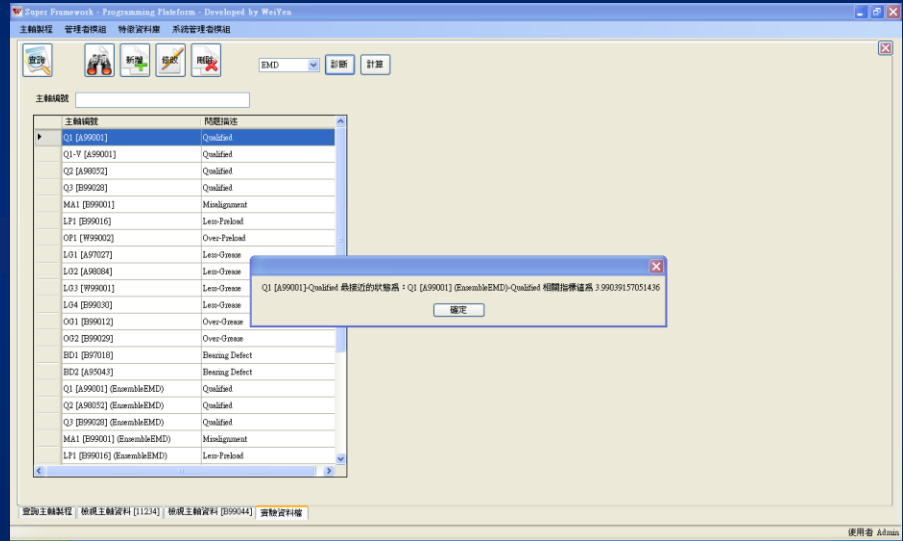 Super Framework - Programming Plateform - Developed by WeiYen
主軸製程 管理者模組 特徵資料庫 系統管理者模組
查詢 新增 修改 刪除 EMD 診斷 計算
主軸編號
主軸編號 問題描述
Q1 [A99001] Qualified
Q1-V [A99001] Qualified
Q2 [A98052] Qualified
Q3 [B99028] Qualified
MA1 [B99001] Misalignment
LP1 [B99016] Less-Preload
OP1 [W99002] Over-Preload
LG1 [A97027] Less-Grease
LG2 [A98084] Less-Grease
Q1 [A99001]-Qualified 最接近的狀態為：Q1 [A99001] (EnsembleEMD)-Qualified 相關指標值為 3.99039157051436
確定
LG3 [W99001] Less-Grease
LG4 [B99030] Less-Grease
OG1 [B99012] Over-Grease
OG2 [B99029] Over-Grease
BD1 [B97018] Bearing Defect
BD2 [A95043] Bearing Defect
Q1 [A99001] (EnsembleEMD) Qualified
Q2 [A98052] (EnsembleEMD) Qualified
Q3 [B99028] (EnsembleEMD) Qualified
MA1 [B99001] (EnsembleEMD) Misalignment
LP1 [B99016] (EnsembleEMD) Less-Preload
查詢主軸製程 檢視主軸資料 [11234] 檢視主軸資料 [B99044] 實驗資料檔
使用者 Admin